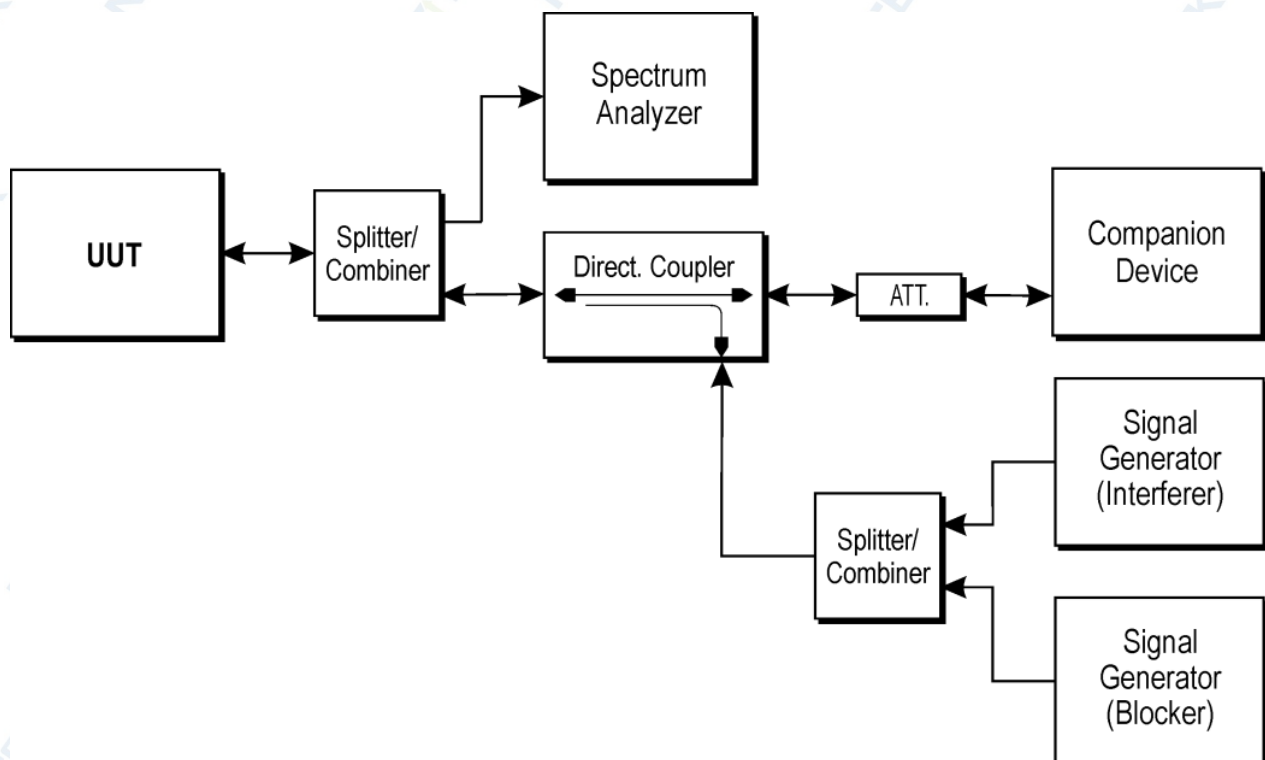 Spectrum
Analyzer
UUT
Splitter/
Combiner
Direct. Coupler
ATT.
Companion
Device
Signal
Generator
(Interferer)
Splitter/
Combiner
Signal
Generator
(Blocker)